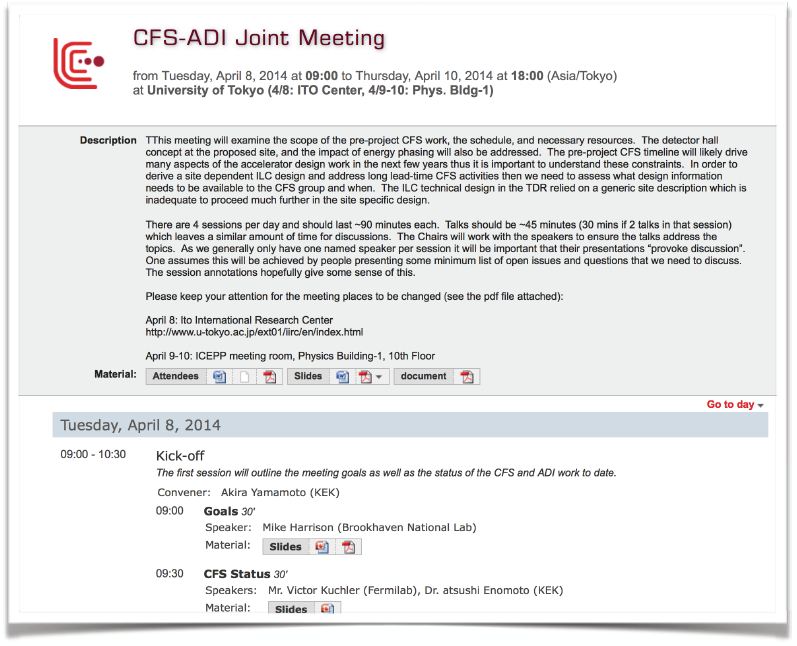 CFS-ADI Joint Meeting
from Tuesday, April 8, 2014 at 09:00 to Thursday, April 10, 2014 at 18:00 (Asia/Tokyo)
at University of Tokyo (4/8: ITO Center, 4/9-10: Phys. Bldg-1)
Description TThis meeting will examine the scope of the pre-project CFS work, the schedule, and necessary resources. The detector hall
concept at the proposed site, and the impact of energy phasing will also be addressed. The pre-project CFS timeline will likely drive
many aspects of the accelerator design work in the next few years thus it is important to understand these constraints. In order to
derive a site dependent ILC design and address long lead-time CFS activities then we need to assess what design information
needs to be available to the CFS group and when. The ILC technical design in the TDR relied on a generic site description which is
inadequate to proceed much further in the site specific design.
There are 4 sessions per day and should last ~90 minutes each. Talks should be ~45 minutes (30 mins if 2 talks in that session)
which leaves a similar amount of time for discussions. The Chairs will work with the speakers to ensure the talks address the
topics. As we generally only have one named speaker per session it will be important that their presentations "provoke discussion".
One assumes this will be achieved by people presenting some minimum list of open issues and questions that we need to discuss.
The session annotations hopefully give some sense of this.
Please keep your attention for the meeting places to be changed (see the pdf file attached):
April 8: Ito International Research Center
http://www.u-tokyo.ac.jp/ext01/iirc/en/index.html
April 9-10: ICEPP meeting room, Physics Building-1, 10th Floor
Material: Attendees Slides document
Go to day
Tuesday, April 8, 2014
09:00 - 10:30 Kick-off
The first session will outline the meeting goals as well as the status of the CFS and ADI work to date.
Convener: Akira Yamamoto (KEK)
09:00 Goals 30'
Speaker: Mike Harrison (Brookhaven National Lab)
Material: Slides
09:30 CFS Status 30'
Speakers: Mr. Victor Kuchler (Fermilab), Dr. atsushi Enomoto (KEK)
Material: Slides